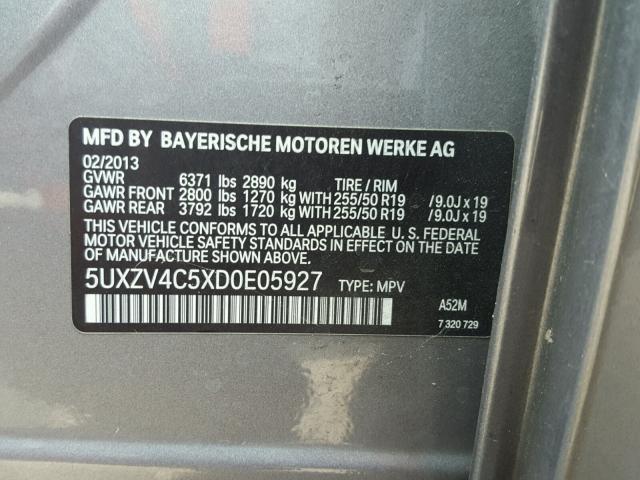 MFD BY BAYERISCHE MOTOREN WERKE AG
02/2013
GVWR 6371 lbs 2890 kg TIRE / RIM
GAWR FRONT 2800 lbs 1270 kg WITH 255/50 R19 /9.0J x 19
GAWR REAR 3792 lbs 1720 kg WITH 255/50 R19 /9.0J x 19
THIS VEHICLE CONFORMS TO ALL APPLICABLE U. S. FEDERAL
MOTOR VEHICLE SAFETY STANDARDS IN EFFECT ON THE DATE
OF MANUFACTURE SHOWN ABOVE.
5UXZV4C5XD0E05927 TYPE: MPV
A52M
7 320 729